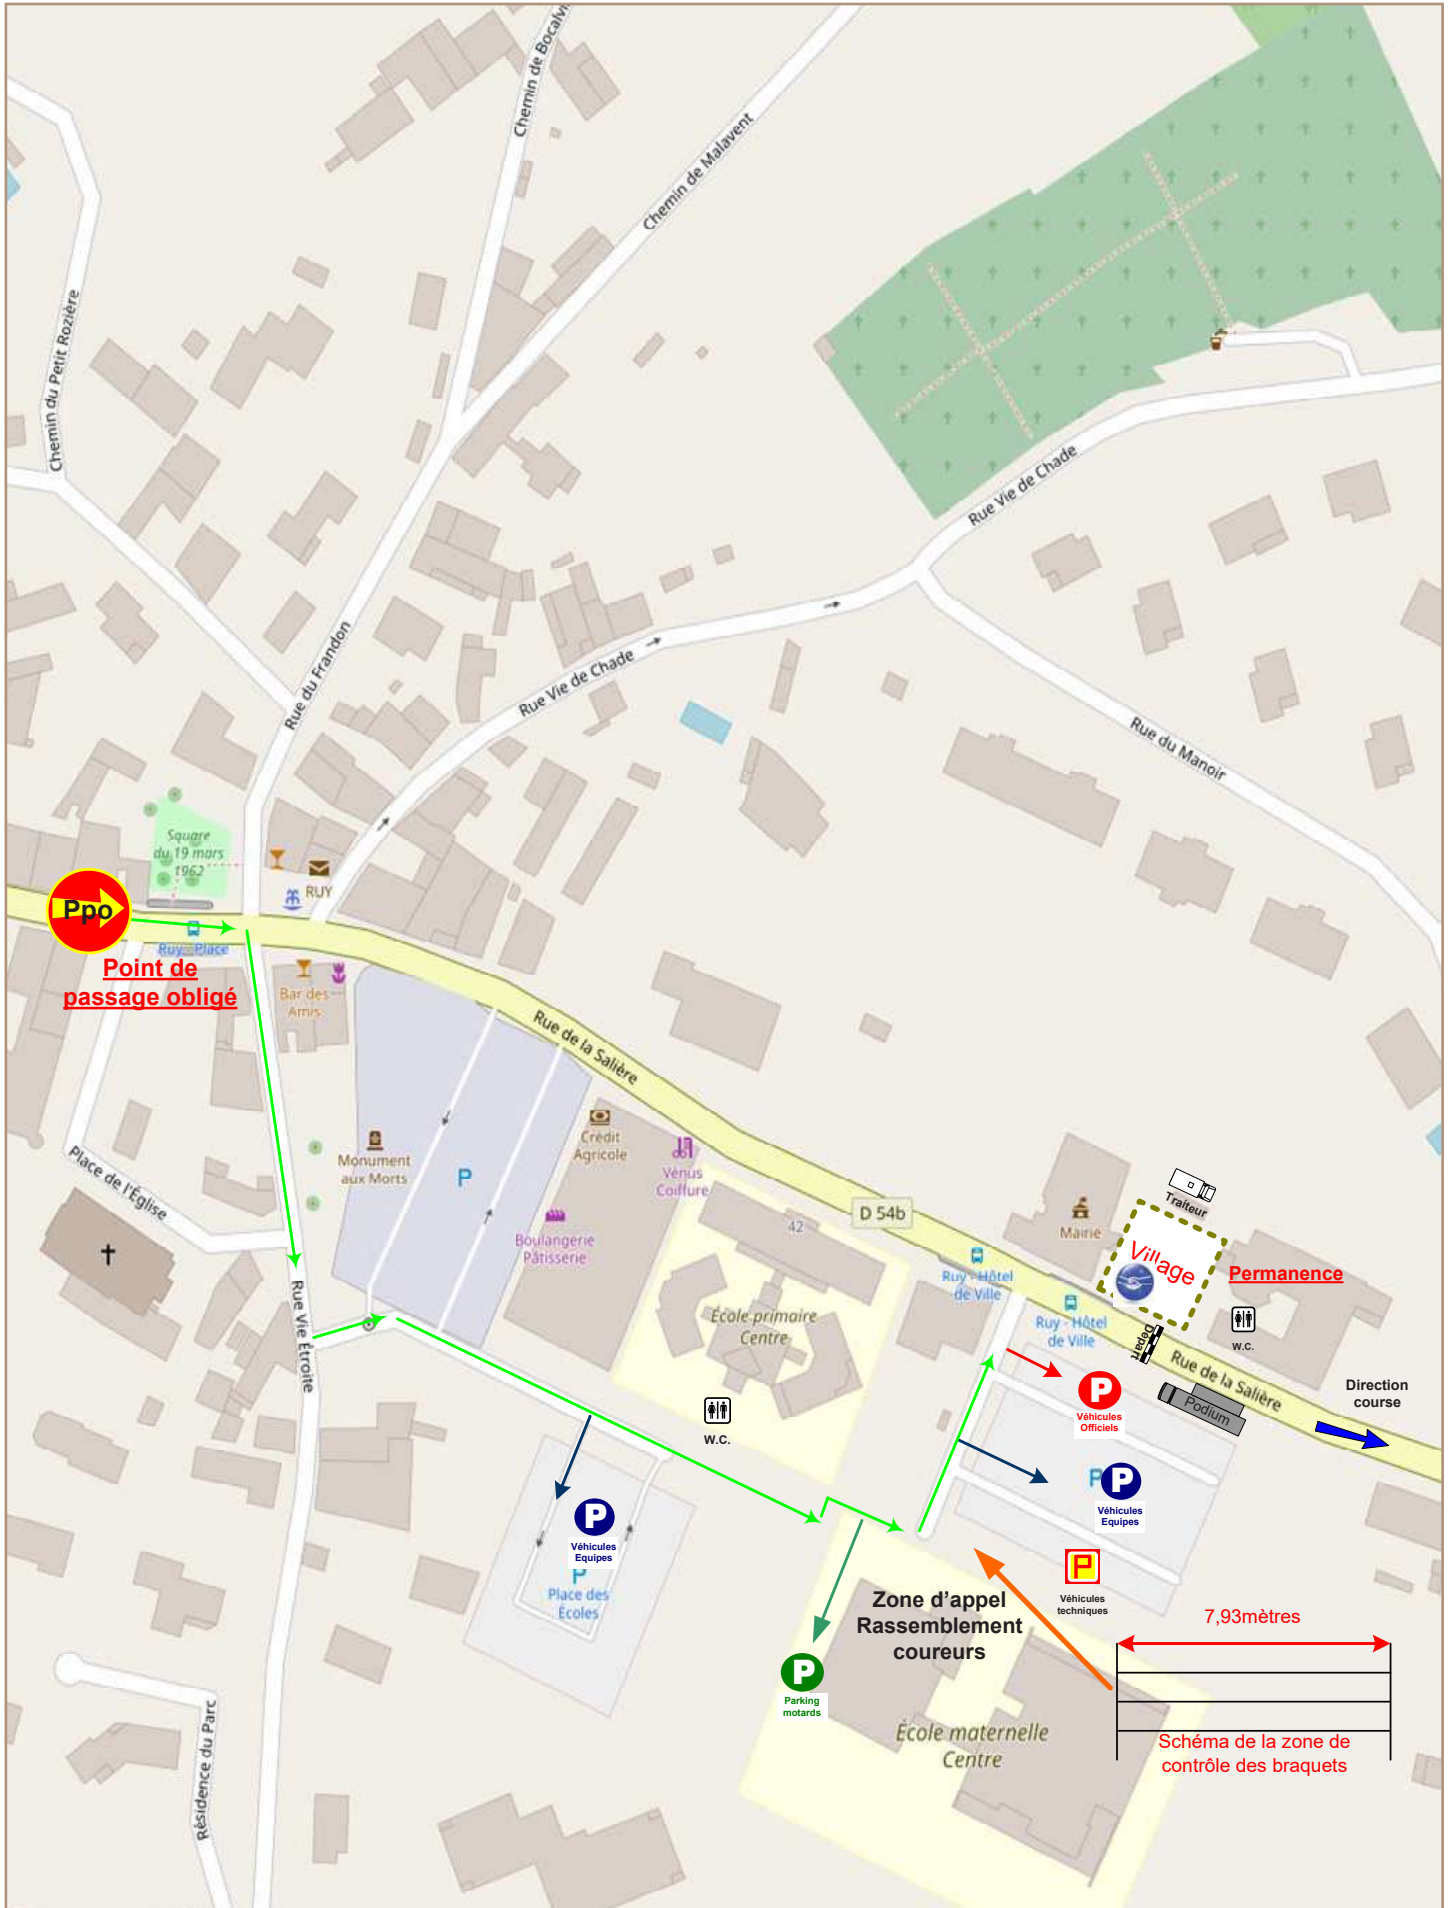 Chemin de Bocalvi
Chemin de Malavent
Chemin du Petit Rozière
Rue Vie de Chade
Rue du Frandon
Rue Vie de Chade
Rue du Manoir
Square
du 19 mars
1962
RUY
Ppo
Ruy - Place
Point de
passage obligé
Bar des
Amis
Rue de la Salière
Crédit
Agricole
Monument
aux Morts
P
Vénus
Coiffure
Place de l'Église
Boulangerie
Pâtisserie
42
D 54b
Mairie
Traiteur
Village
Permanence
Ruy - Hôtel
de Ville
Ruy - Hôtel
de Ville
Départ
W.C.
Rue de la Salière
École primaire
Centre
Rue Vie Étroite
P
Véhicules
Officiels
Podium
Direction
course
W.C.
P
P
Véhicules
Equipes
P
Véhicules
Equipes
P
Place des
Écoles
P
Véhicules
techniques
Zone d'appel
Rassemblement
coureurs
7,93mètres
P
Parking
motards
École maternelle
Centre
Schéma de la zone de
contrôle des braquets
Résidence du Parc